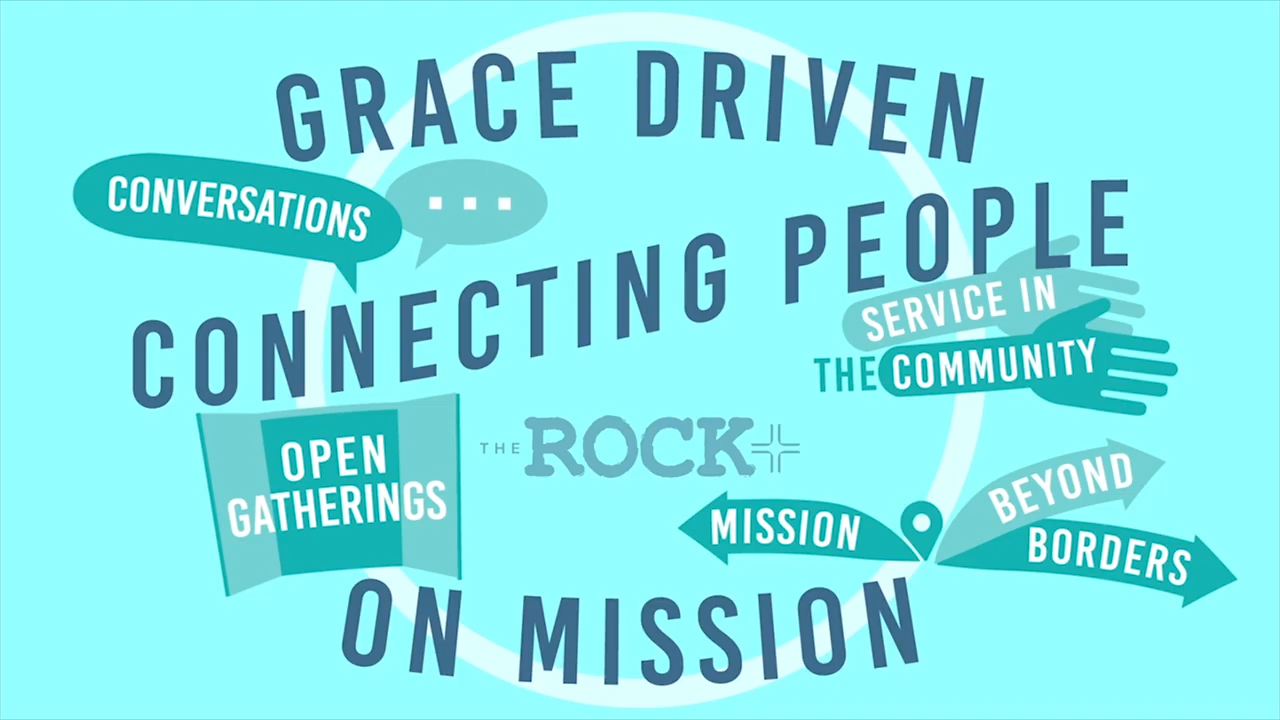 GRACE DRIVEN
CONVERSATIONS
CONNECTING PEOPLE
SERVICE IN
THE COMMUNITY
OPEN
GATHERINGS
THE ROCK
MISSION
BEYOND
BORDERS
ON MISSION